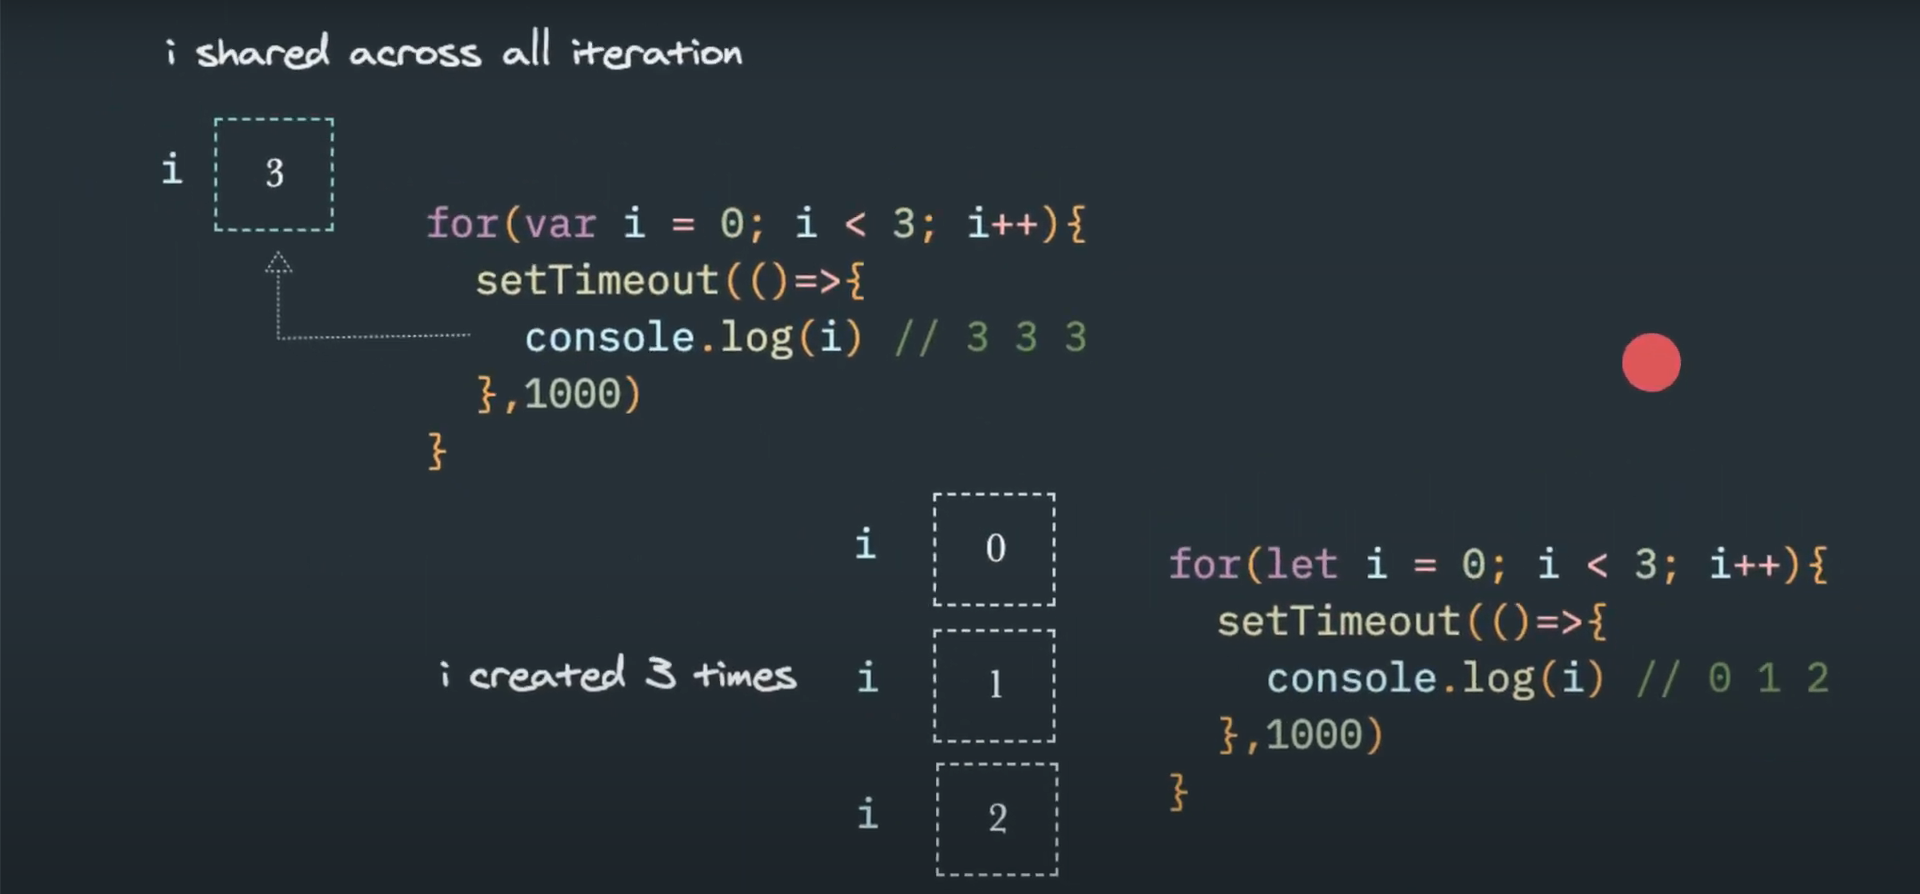 i shared across all iteration
i 3
for(var i = 0; i < 3; i++){
setTimeout(()=>{
console.log(i) // 3 3 3
},1000)
}
i created 3 times
i 0
i 1
i 2
for(let i = 0; i < 3; i++){
setTimeout(()=>{
console.log(i) // 0 1 2
},1000)
}